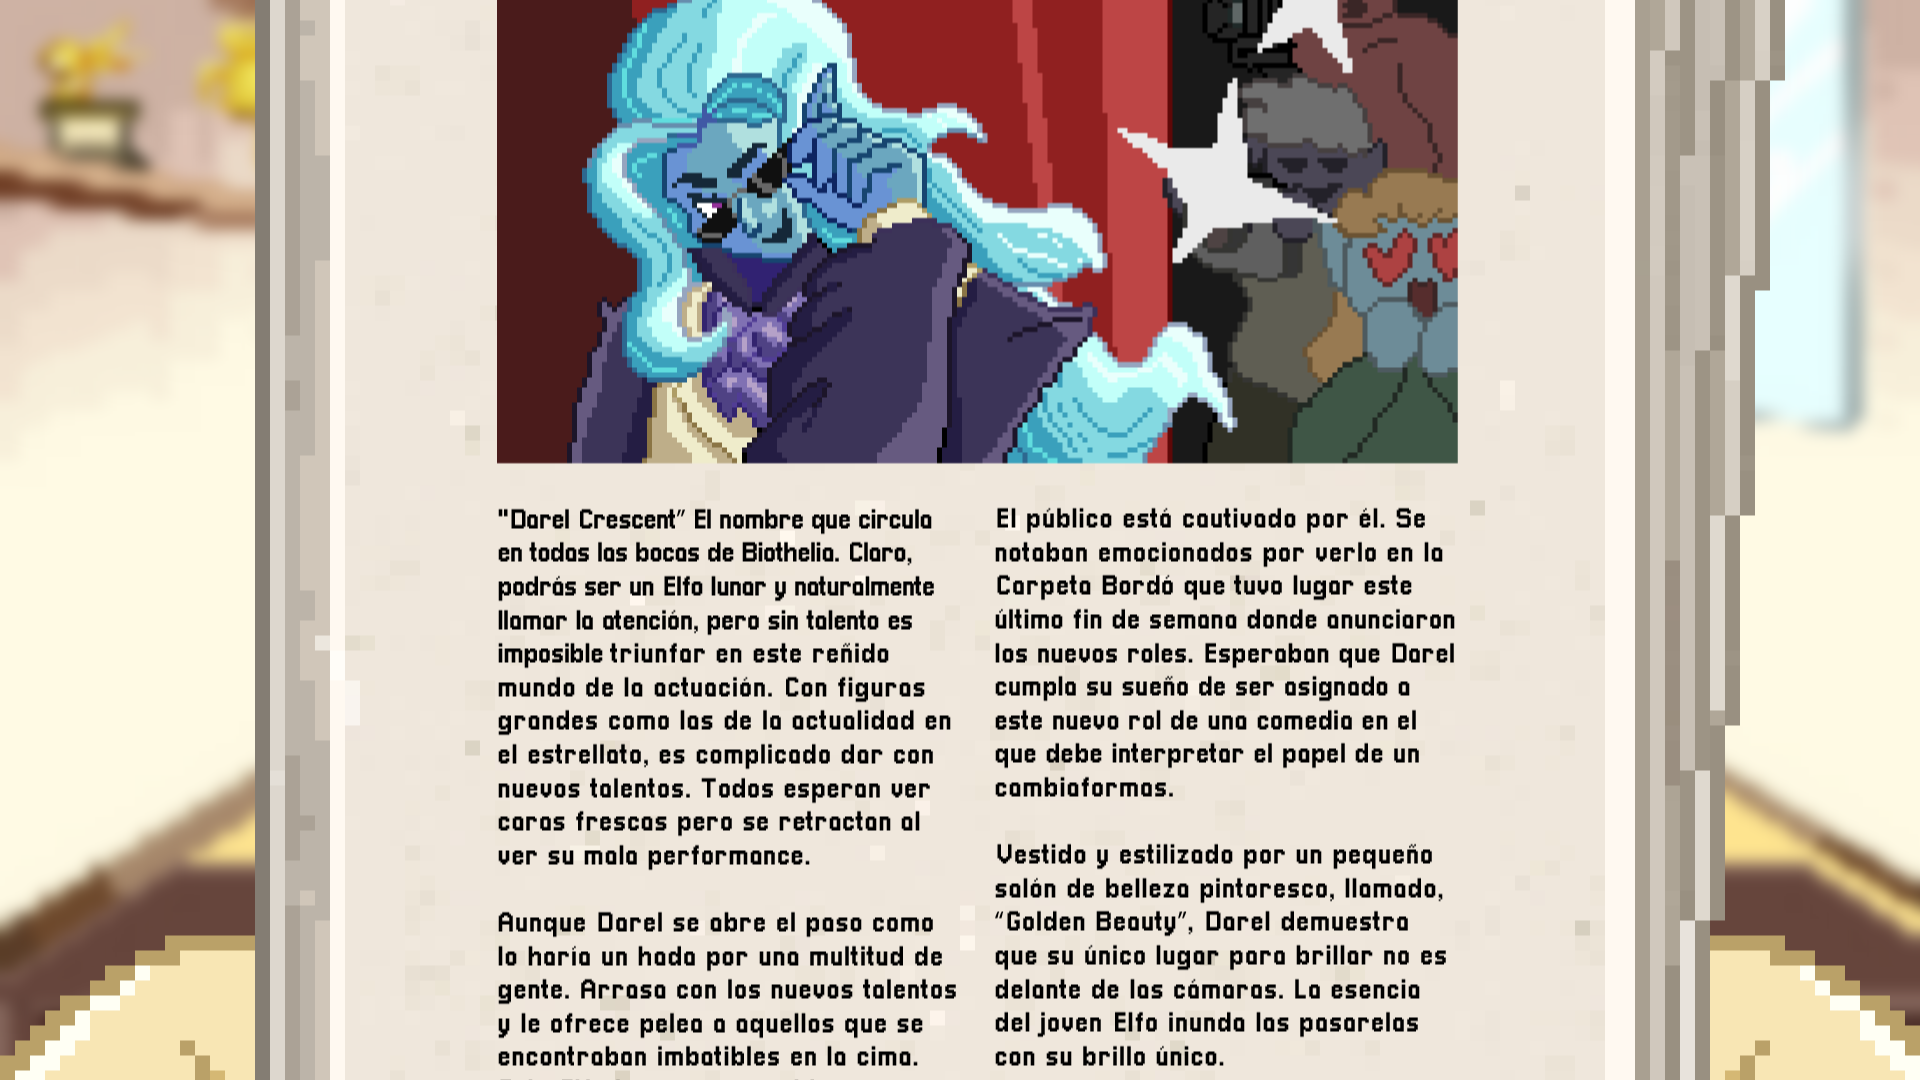 "Darel Crescent" El nombre que circula
en todas las bocas de Biothelia. Claro,
podrás ser un Elfo lunar y naturalmente
llamar la atención, pero sin talento es
imposible triunfar en este reñido
mundo de la actuación. Con figuras
grandes como las de la actualidad en
el estrellato, es complicado dar con
nuevos talentos. Todos esperan ver
caras frescas pero se retractan al
ver su mala performance.
Aunque Darel se abre el paso como
lo haría un hada por una multitud de
gente. Arrasa con los nuevos talentos
y le ofrece pelea a aquellos que se
encontraban imbatibles en la cima.
El público está cautivado por él. Se
notaban emocionados por verlo en la
Carpeta Bordó que tuvo lugar este
último fin de semana donde anunciaron
los nuevos roles. Esperaban que Darel
cumpla su sueño de ser asignado a
este nuevo rol de una comedia en el
que debe interpretar el papel de un
cambiaformas.
Vestido y estilizado por un pequeño
salón de belleza pintoresco, llamado,
"Golden Beauty", Darel demuestra
que su único lugar para brillar no es
delante de las cámaras. La esencia
del joven Elfo inunda las pasarelas
con su brillo único.